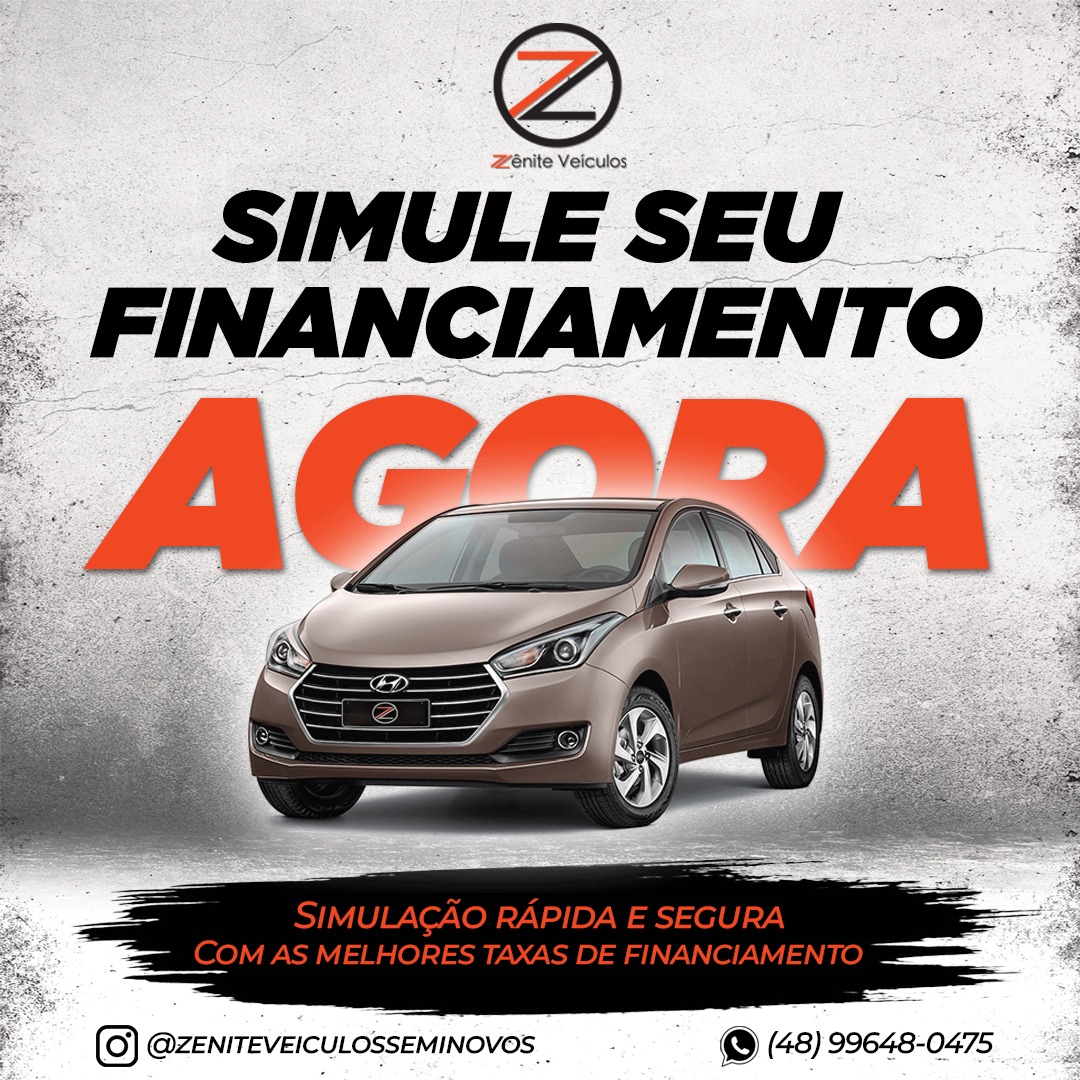 Zênite Veículos
SIMULE SEU
FINANCIAMENTO
AGORA
SIMULAÇÃO RÁPIDA E SEGURA
COM AS MELHORES TAXAS DE FINANCIAMENTO
@ZENITEVEICULOSSEMINOVOS
(48) 99648-0475